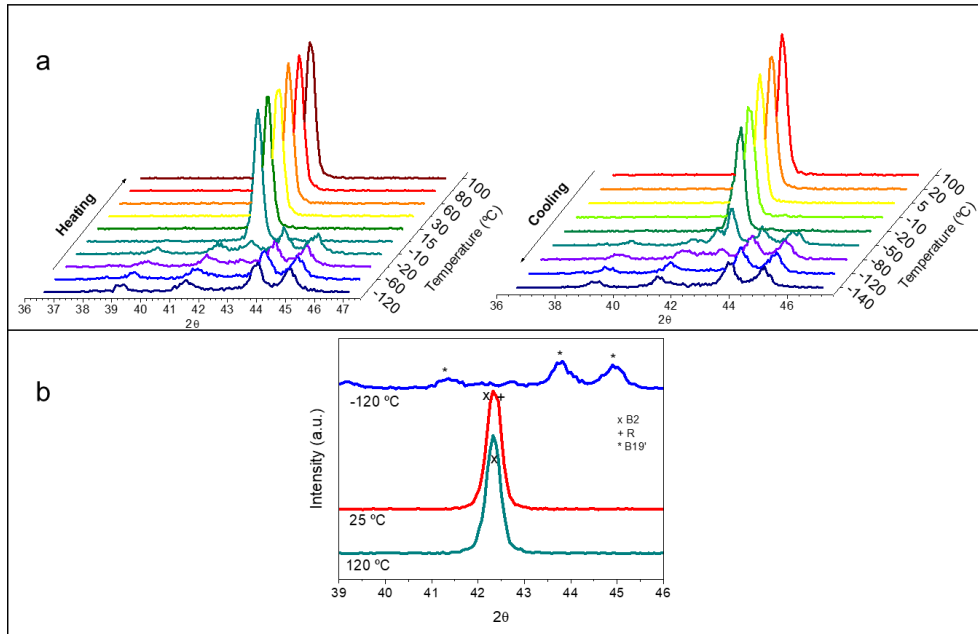 a
Heating
100
80
60
30
15
-10
-20
-60
-120
Temperature (ºC)
36 37 38 39 40 41 42 43 44 45 46 47
2θ
Cooling
100
20
5
-10
-20
-50
-80
-120
-140
Temperature (ºC)
36 38 40 42 44 46
2θ
b
Intensity (a.u.)
* * *
-120 ºC
x +
x B2
+ R
* B19'
x
25 ºC
120 ºC
39 40 41 42 43 44 45 46
2θ